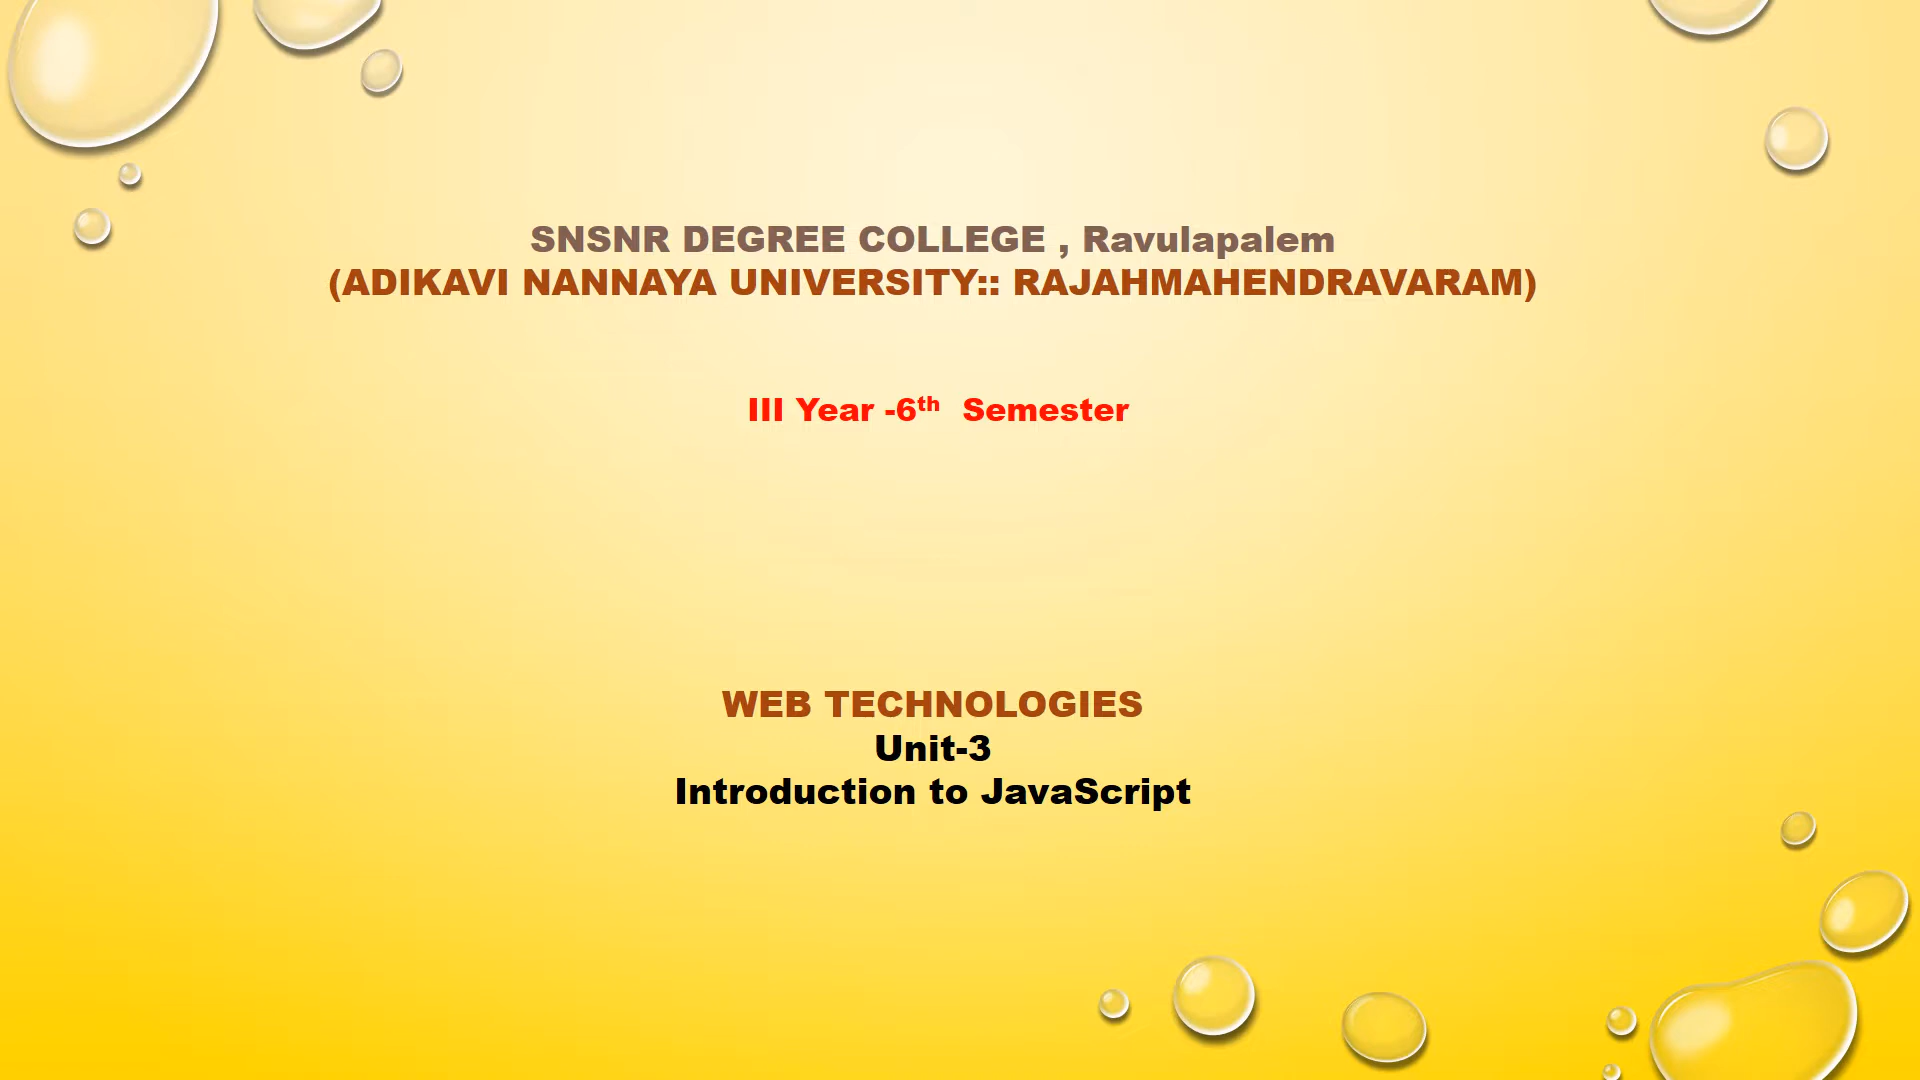 SNSNR DEGREE COLLEGE , Ravulapalem
(ADIKAVI NANNAYA UNIVERSITY:: RAJAHMAHENDRAVARAM)
III Year -6th Semester
WEB TECHNOLOGIES
Unit-3
Introduction to JavaScript